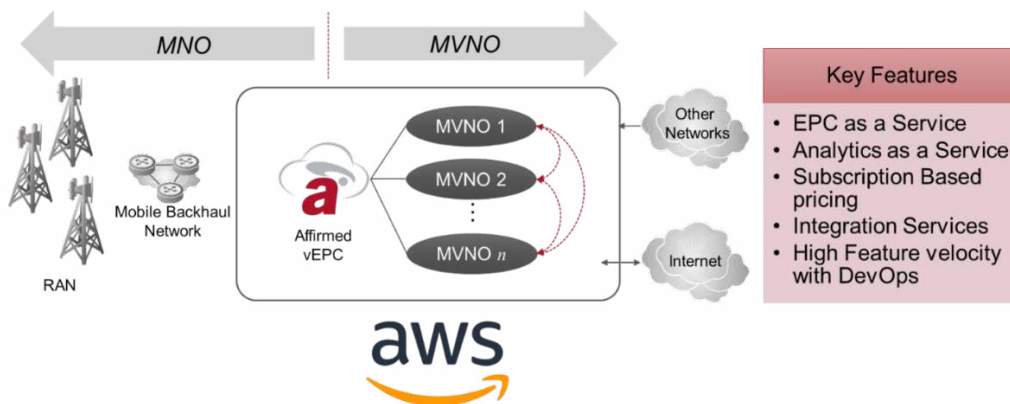 MNO
MVNO
RAN
Mobile Backhaul
Network
a
Affirmed
vEPC
MVNO 1
MVNO 2
⋮
MVNO n
Other
Networks
Internet
aws
Key Features
• EPC as a Service
• Analytics as a Service
• Subscription Based
pricing
• Integration Services
• High Feature velocity
with DevOps